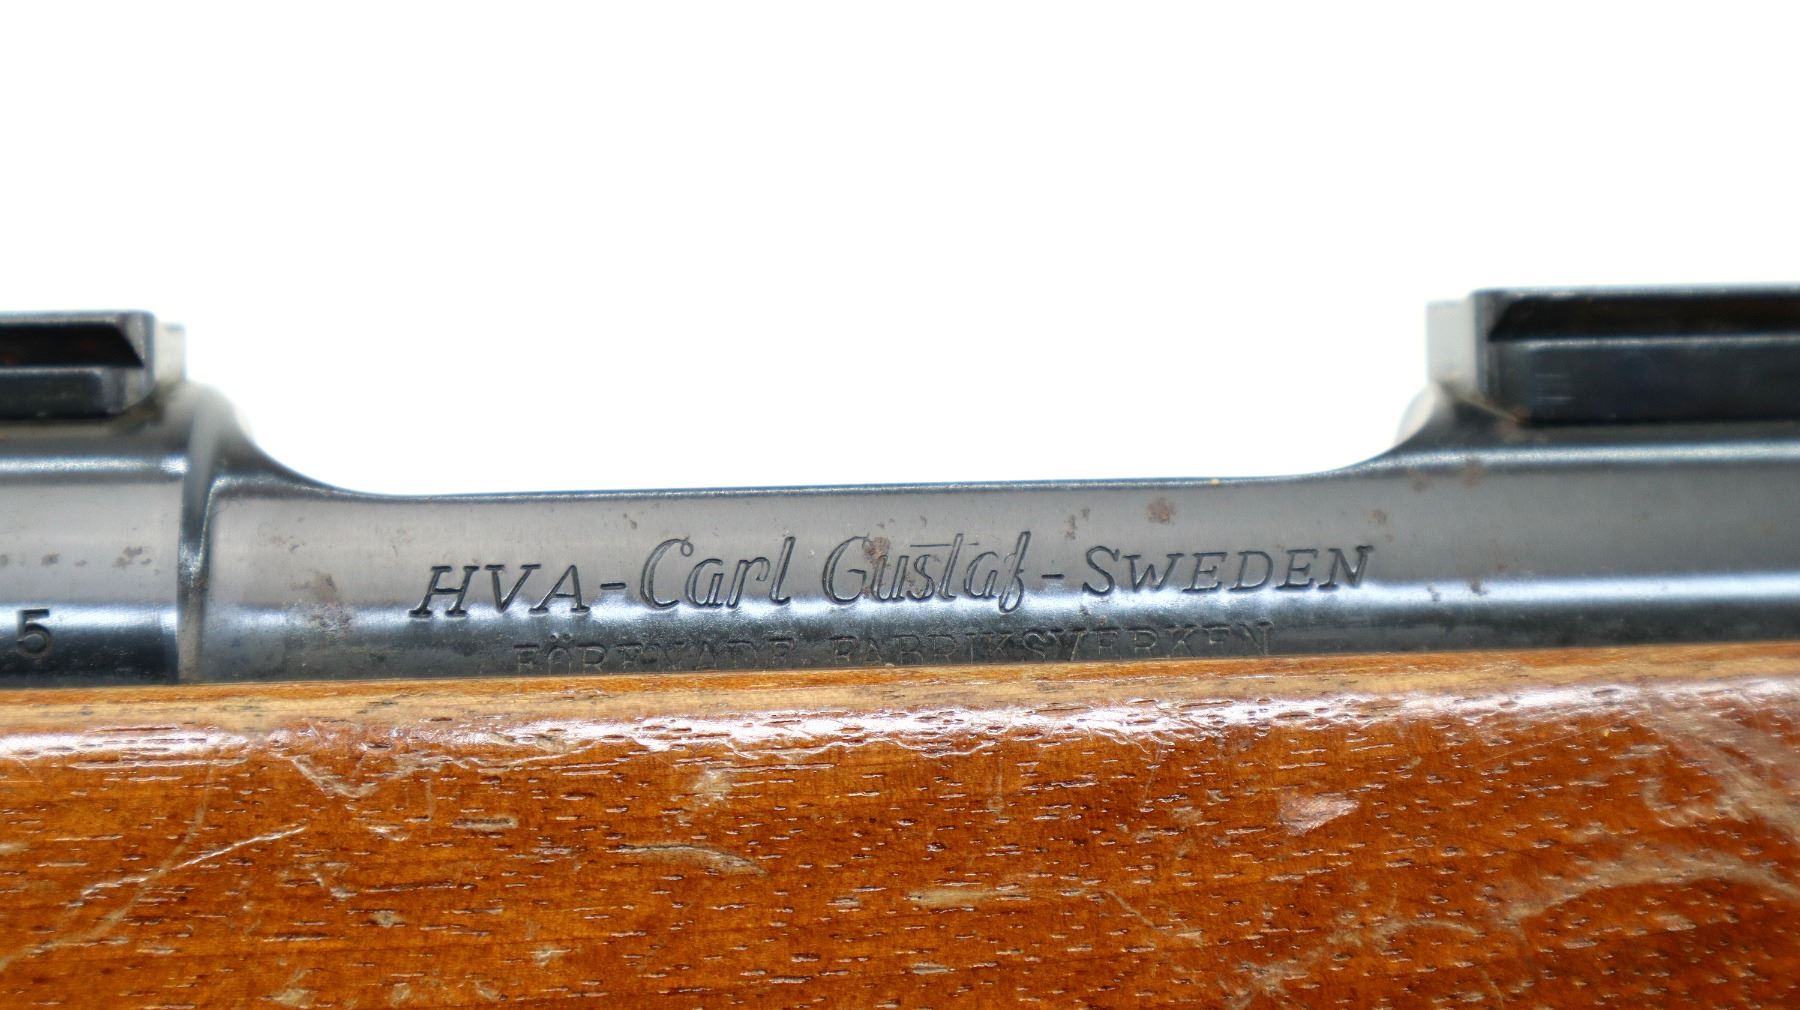 5
HVA-Carl Gustaf-SWEDEN
FÖRENADE FABRIKSVERKEN